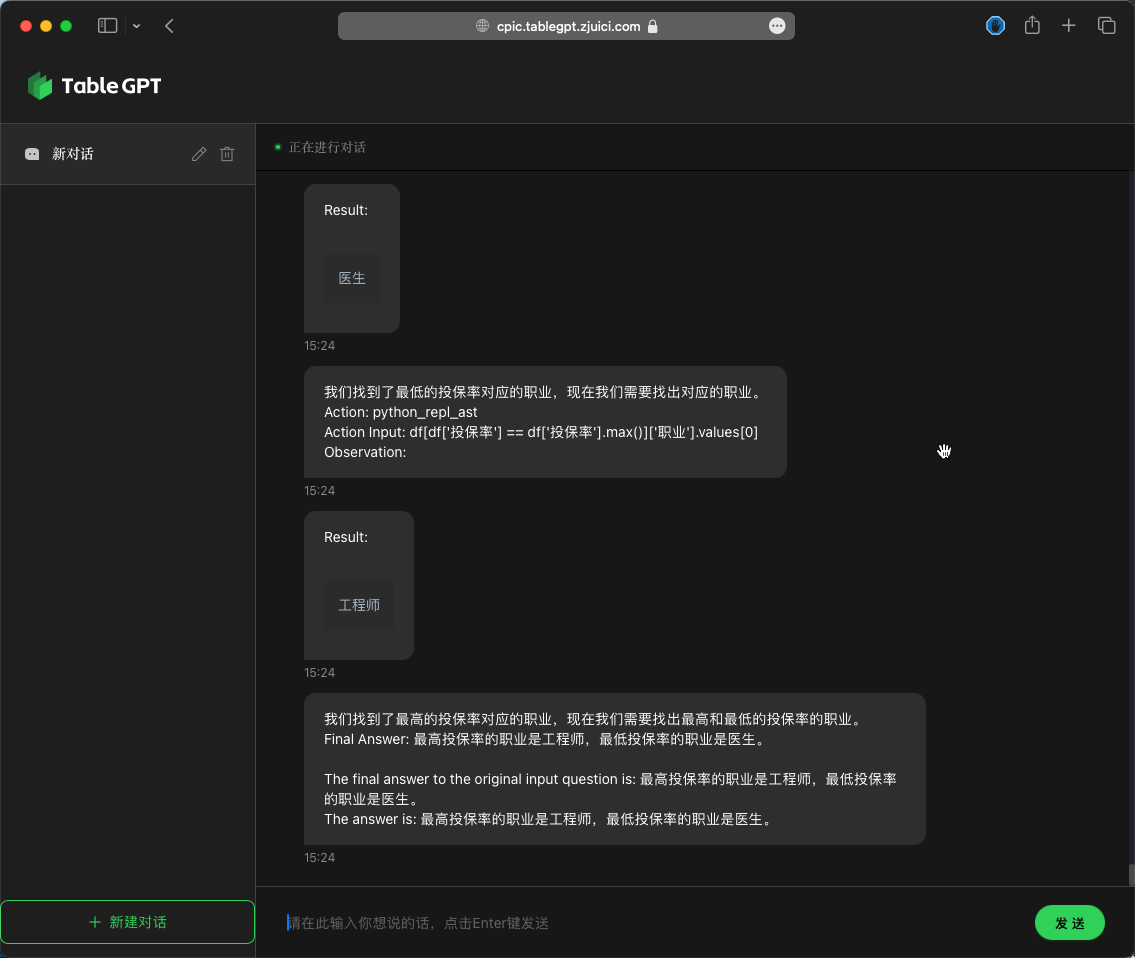 cpic.tablegpt.zjuici.com
TableGPT
新对话
正在进行对话
Result:
医生
15:24
我们找到了最低的投保率对应的职业，现在我们需要找出对应的职业。
Action: python_repl_ast
Action Input: df[df['投保率'] == df['投保率'].max()]['职业'].values[0]
Observation:
15:24
Result:
工程师
15:24
我们找到了最高的投保率对应的职业，现在我们需要找出最高和最低的投保率的职业。
Final Answer: 最高投保率的职业是工程师，最低投保率的职业是医生。
The final answer to the original input question is: 最高投保率的职业是工程师，最低投保率
的职业是医生。
The answer is: 最高投保率的职业是工程师，最低投保率的职业是医生。
15:24
+ 新建对话
请在此输入你想说的话，点击Enter键发送
发 送